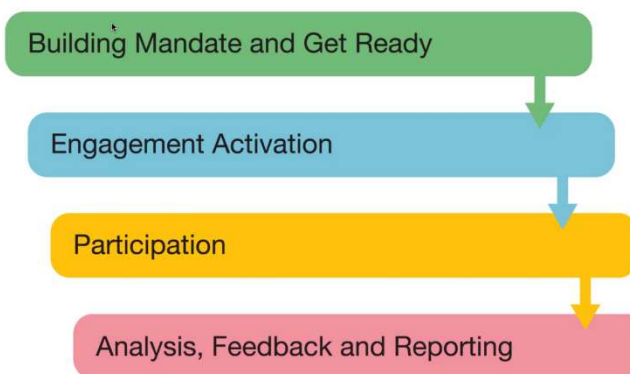 Building Mandate and Get Ready
Engagement Activation
Participation
Analysis, Feedback and Reporting